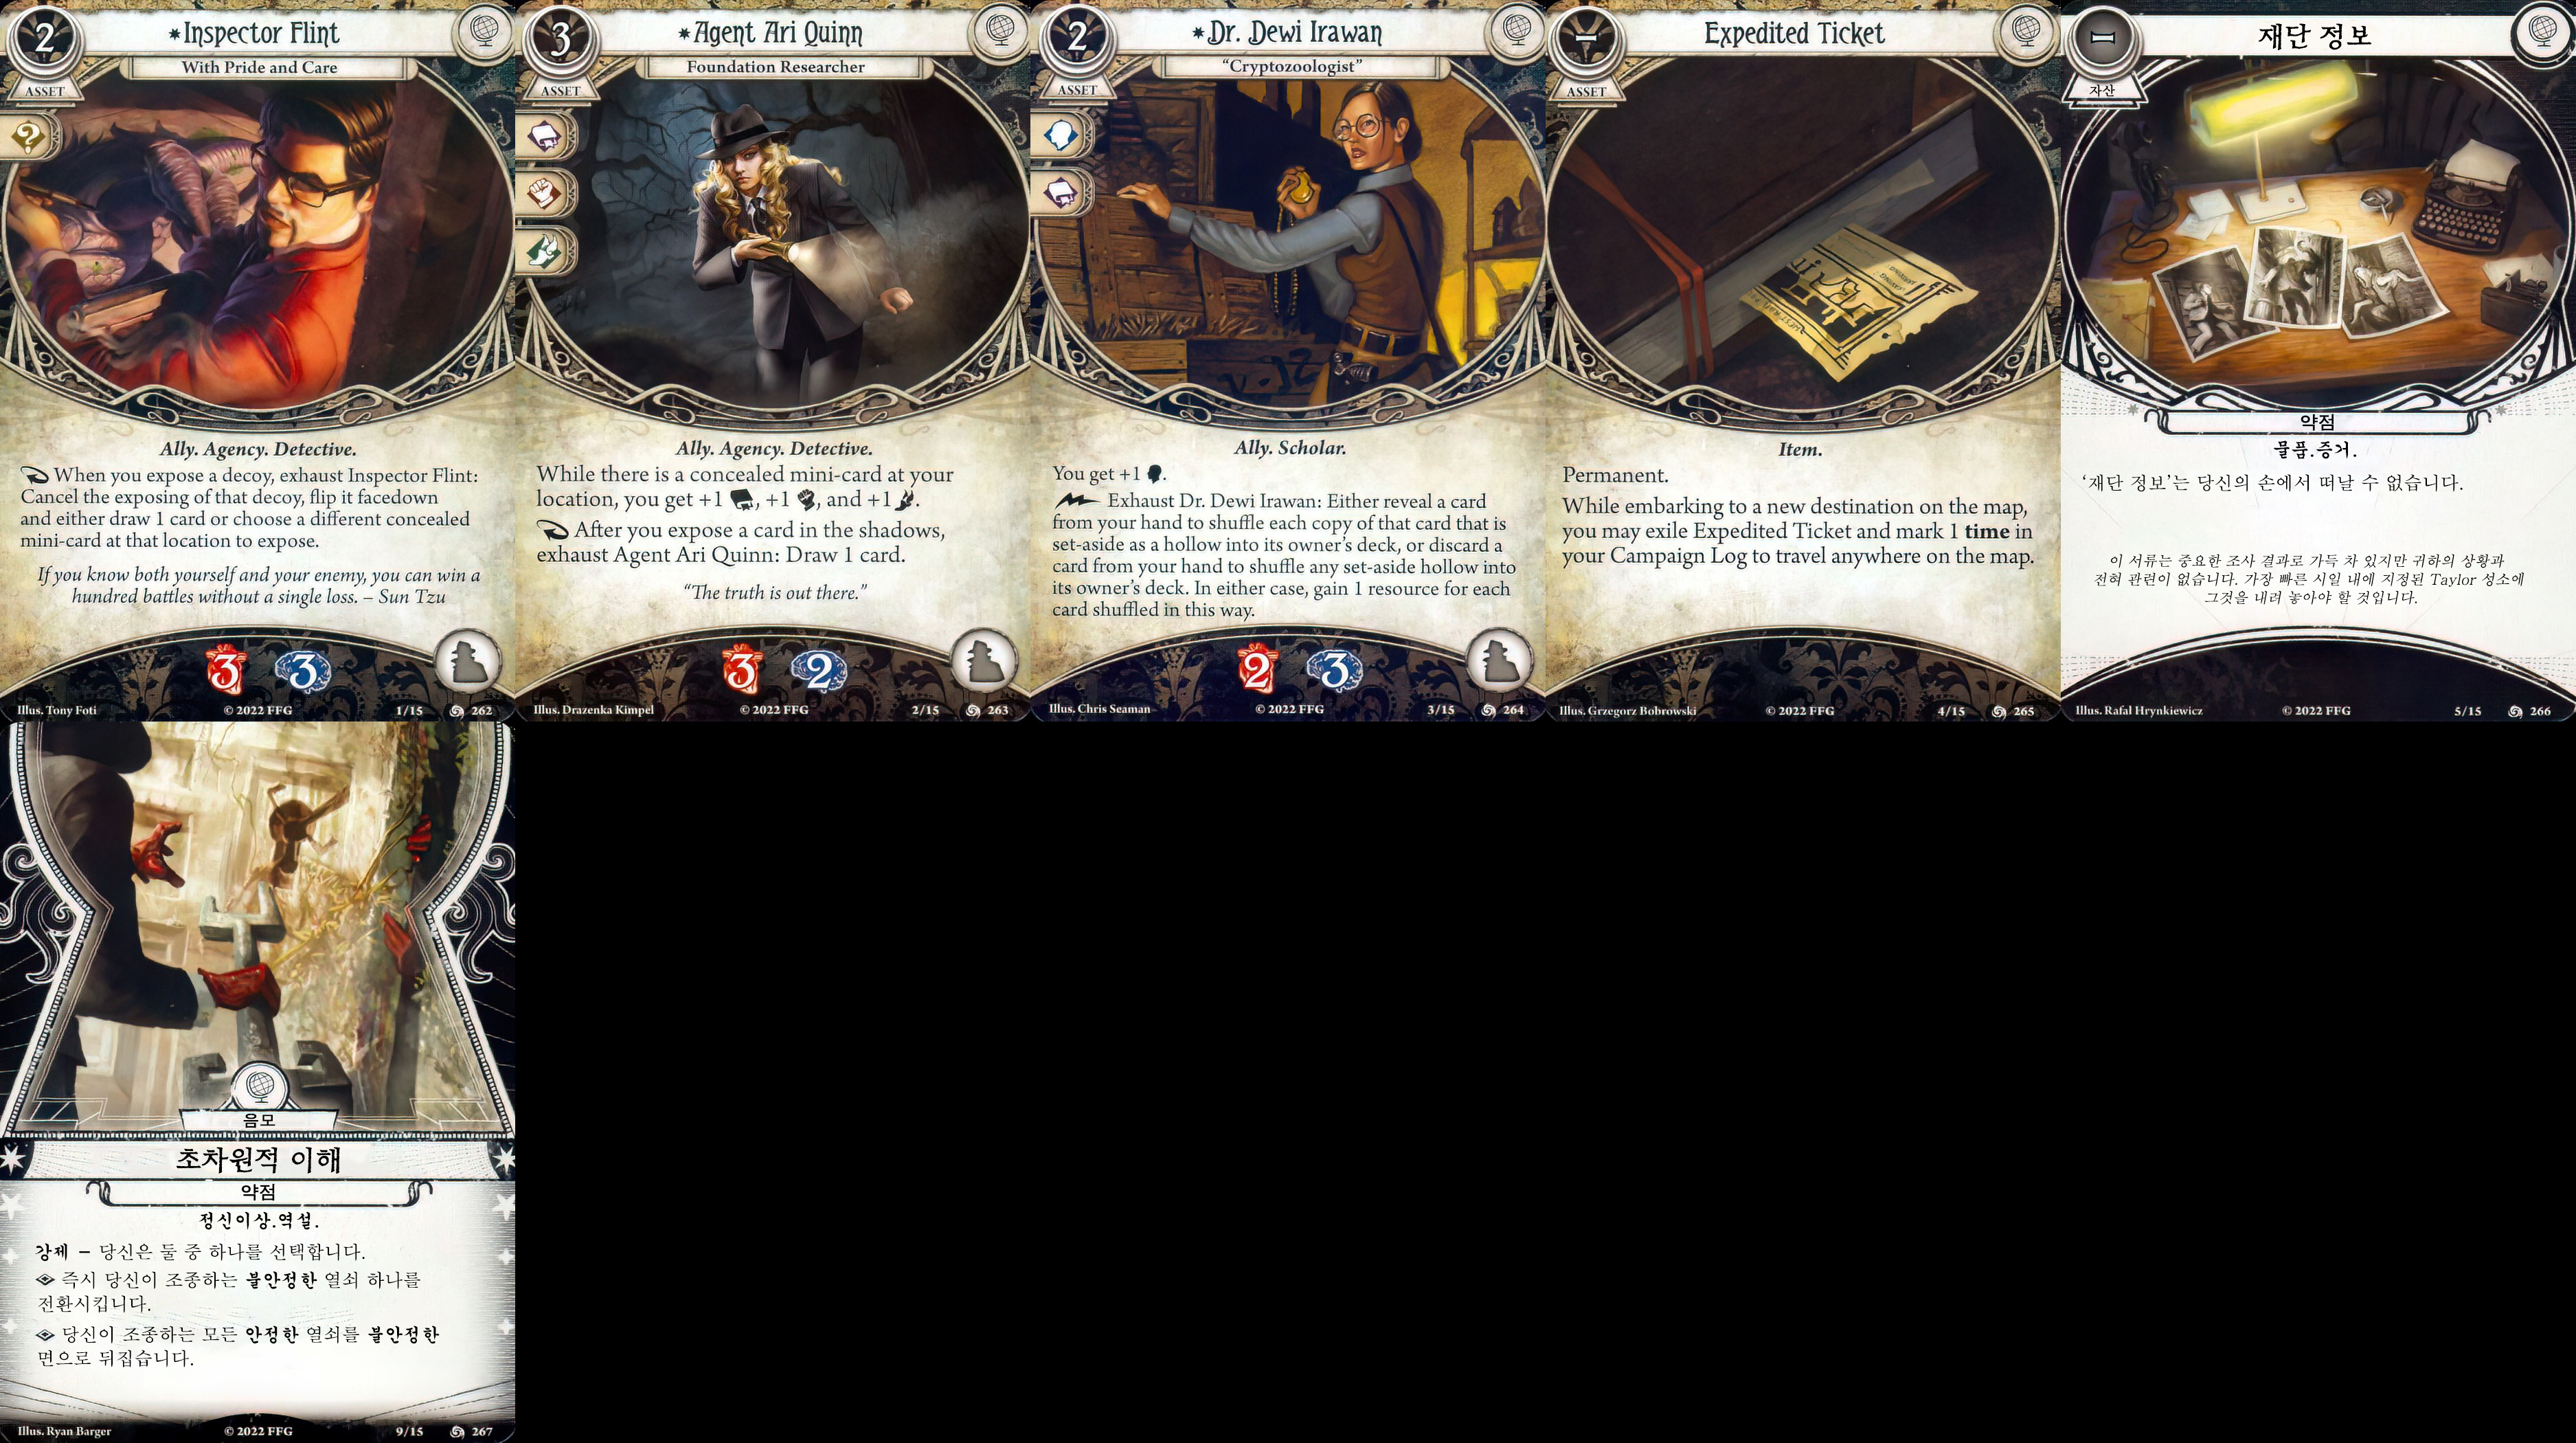 2
Inspector Flint
With Pride and Care
ASSET
Ally. Agency. Detective.
When you expose a decoy, exhaust Inspector Flint:
Cancel the exposing of that decoy, flip it facedown
and either draw 1 card or choose a different concealed
mini-card at that location to expose.
If you know both yourself and your enemy, you can win a
hundred battles without a single loss. – Sun Tzu
3 3
Illus. Tony Foti © 2022 FFG 1/15 262
3
Agent Ari Quinn
Foundation Researcher
ASSET
Ally. Agency. Detective.
While there is a concealed mini-card at your
location, you get +1 , +1 , and +1 .
After you expose a card in the shadows,
exhaust Agent Ari Quinn: Draw 1 card.
“The truth is out there.”
3 2
Illus. Drazenka Kimpel © 2022 FFG 2/15 263
2
Dr. Dewi Irawan
“Cryptozoologist”
ASSET
Ally. Scholar.
You get +1 .
Exhaust Dr. Dewi Irawan: Either reveal a card
from your hand to shuffle each copy of that card that is
set-aside as a hollow into its owner’s deck, or discard a
card from your hand to shuffle any set-aside hollow into
its owner’s deck. In either case, gain 1 resource for each
card shuffled in this way.
2 3
Illus. Chris Seaman © 2022 FFG 3/15 264
Expedited Ticket
ASSET
Item.
Permanent.
While embarking to a new destination on the map,
you may exile Expedited Ticket and mark 1 time in
your Campaign Log to travel anywhere on the map.
Illus. Grzegorz Bobrowski © 2022 FFG 4/15 265
재단 정보
자산
약점
물품.증거.
‘재단 정보’는 당신의 손에서 떠날 수 없습니다.
이 서류는 중요한 조사 결과로 가득 차 있지만 귀하의 상황과
전혀 관련이 없습니다. 가장 빠른 시일 내에 지정된 Taylor 성소에
그것을 내려 놓아야 할 것입니다.
Illus. Rafal Hrynkiewicz © 2022 FFG 5/15 266
음모
초차원적 이해
약점
정신이상.역설.
강제 – 당신은 둘 중 하나를 선택합니다.
즉시 당신이 조종하는 불안정한 열쇠 하나를
전환시킵니다.
당신이 조종하는 모든 안정한 열쇠를 불안정한
면으로 뒤집습니다.
Illus. Ryan Barger © 2022 FFG 9/15 267